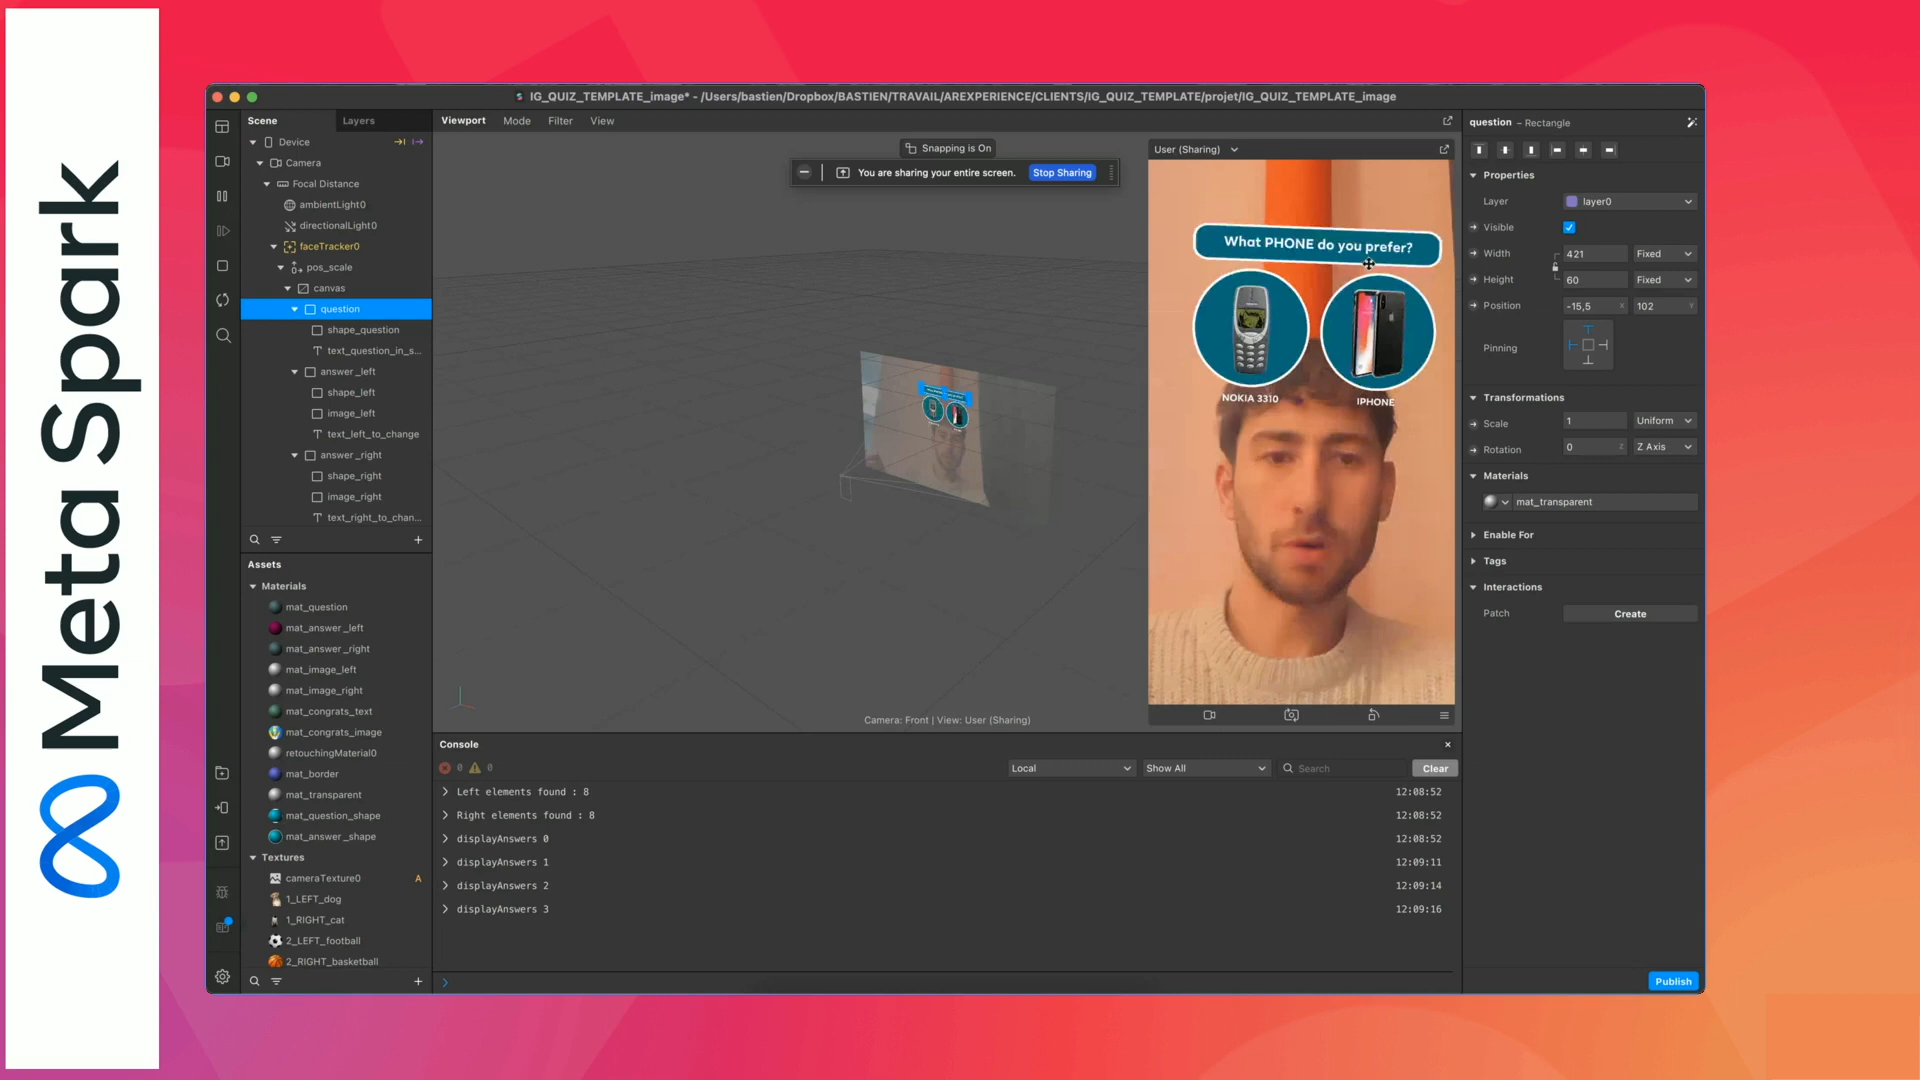 Meta Spark
IG_QUIZ_TEMPLATE_image* - /Users/bastien/Dropbox/BASTIEN/TRAVAIL/AREXPERIENCE/CLIENTS/IG_QUIZ_TEMPLATE/projet/IG_QUIZ_TEMPLATE_image
Scene
Layers
Device
Camera
Focal Distance
ambientLight0
directionalLight0
faceTracker0
pos_scale
canvas
question
shape_question
text_question_in_s...
answer_left
shape_left
image_left
text_left_to_change
answer_right
shape_right
image_right
text_right_to_chan...
Assets
Materials
mat_question
mat_answer_left
mat_answer_right
mat_image_left
mat_image_right
mat_congrats_text
mat_congrats_image
retouchingMaterial0
mat_border
mat_transparent
mat_question_shape
mat_answer_shape
Textures
cameraTexture0 A
1_LEFT_dog
1_RIGHT_cat
2_LEFT_football
2_RIGHT_basketball
Viewport Mode Filter View
Snapping is On
You are sharing your entire screen. Stop Sharing
User (Sharing)
What PHONE do you prefer?
NOKIA 3310
IPHONE
Camera: Front | View: User (Sharing)
Console
0 0
Local
Show All
Search
Clear
Left elements found : 8 12:08:52
Right elements found : 8 12:08:52
displayAnswers 0 12:08:52
displayAnswers 1 12:09:11
displayAnswers 2 12:09:14
displayAnswers 3 12:09:16
question – Rectangle
Properties
Layer layer0
Visible
Width 421 Fixed
Height 60 Fixed
Position -15,5 X 102 Y
Pinning
Transformations
Scale 1 Uniform
Rotation 0 Z Z Axis
Materials
mat_transparent
Enable For
Tags
Interactions
Patch Create
Publish